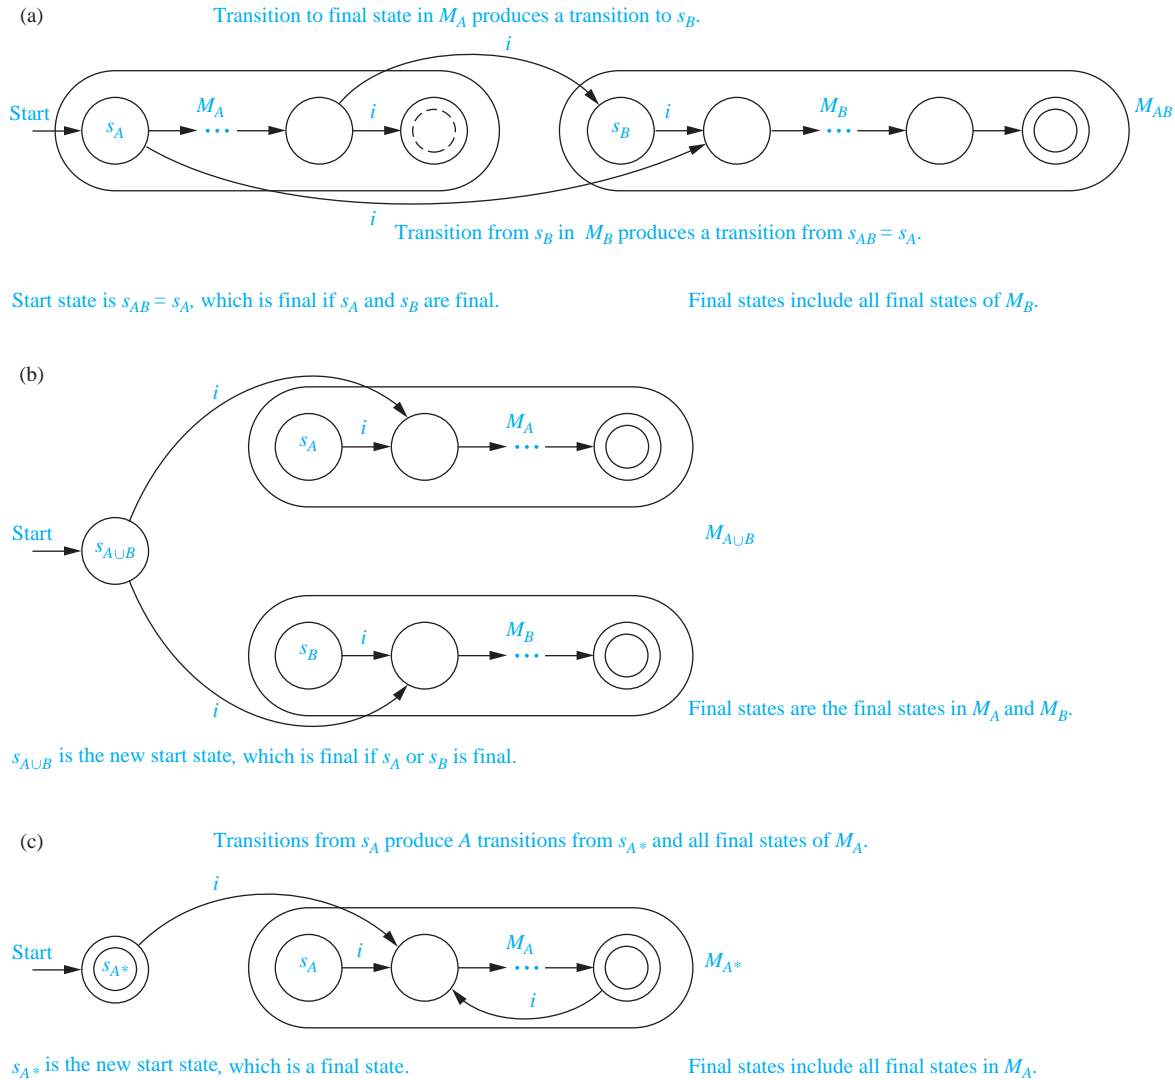 (a)
Transition to final state in M_A produces a transition to s_B.
i
Start
s_A
M_A
...
i
s_B
i
M_B
...
M_AB
i
Transition from s_B in M_B produces a transition from s_AB = s_A.
Start state is s_AB = s_A, which is final if s_A and s_B are final.
Final states include all final states of M_B.
(b)
i
s_A
i
M_A
...
Start
s_A∪B
M_A∪B
s_B
i
M_B
...
i
Final states are the final states in M_A and M_B.
s_A∪B is the new start state, which is final if s_A or s_B is final.
(c)
Transitions from s_A produce A transitions from s_A* and all final states of M_A.
i
Start
s_A*
s_A
i
M_A
...
i
M_A*
s_A* is the new start state, which is a final state.
Final states include all final states in M_A.